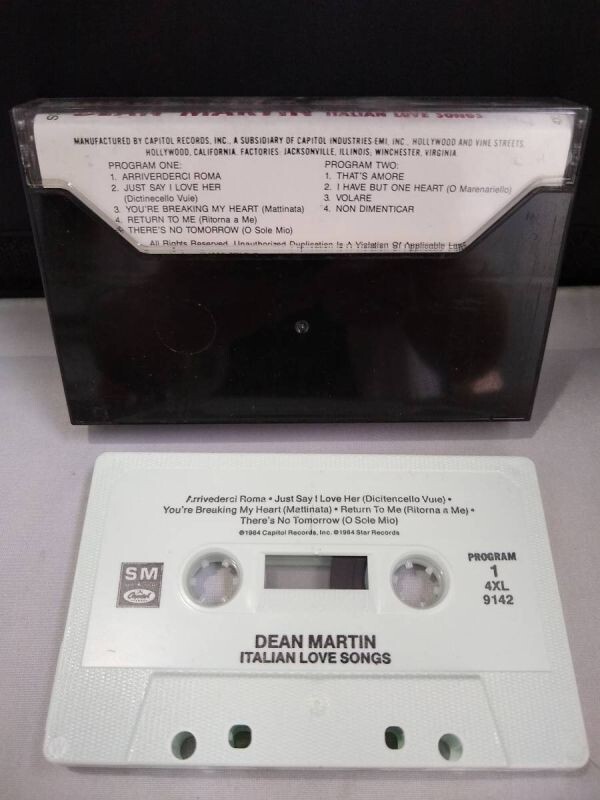 DEAN MARTIN ITALIAN LOVE SONGS
MANUFACTURED BY CAPITOL RECORDS, INC., A SUBSIDIARY OF CAPITOL INDUSTRIES-EMI, INC., HOLLYWOOD AND VINE STREETS,
HOLLYWOOD, CALIFORNIA. FACTORIES: JACKSONVILLE, ILLINOIS, WINCHESTER, VIRGINIA
PROGRAM ONE:
1. ARRIVERDERCI ROMA
2. JUST SAY I LOVE HER
(Dictinecello Vuie)
3. YOU'RE BREAKING MY HEART (Mattinata)
4. RETURN TO ME (Ritorna a Me)
5. THERE'S NO TOMORROW (O Sole Mio)
PROGRAM TWO:
1. THAT'S AMORE
2. I HAVE BUT ONE HEART (O Marenariello)
3. VOLARE
4. NON DIMENTICAR
All Rights Reserved. Unauthorized Duplication Is A Violation Of Applicable Laws
Arrivederci Roma • Just Say I Love Her (Dicitencello Vuie) •
You're Breaking My Heart (Mattinata) • Return To Me (Ritorna a Me) •
There's No Tomorrow (O Sole Mio)
℗1984 Capitol Records, Inc. ℗1984 Star Records
SM
Capitol
PROGRAM
1
4XL
9142
DEAN MARTIN
ITALIAN LOVE SONGS